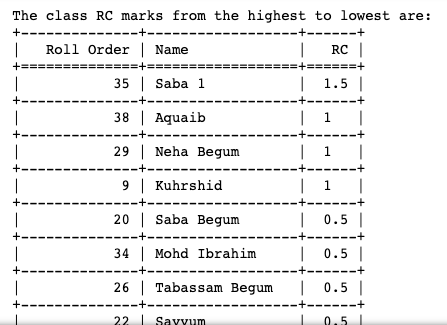 The class RC marks from the highest to lowest are:
+--------------+------------------+------+
| Roll Order | Name | RC |
+==============+==================+======+
| 35 | Saba 1 | 1.5 |
+--------------+------------------+------+
| 38 | Aquaib | 1 |
+--------------+------------------+------+
| 29 | Neha Begum | 1 |
+--------------+------------------+------+
| 9 | Kuhrshid | 1 |
+--------------+------------------+------+
| 20 | Saba Begum | 0.5 |
+--------------+------------------+------+
| 34 | Mohd Ibrahim | 0.5 |
+--------------+------------------+------+
| 26 | Tabassam Begum | 0.5 |
+--------------+------------------+------+
| 22 | Sayyum | 0.5